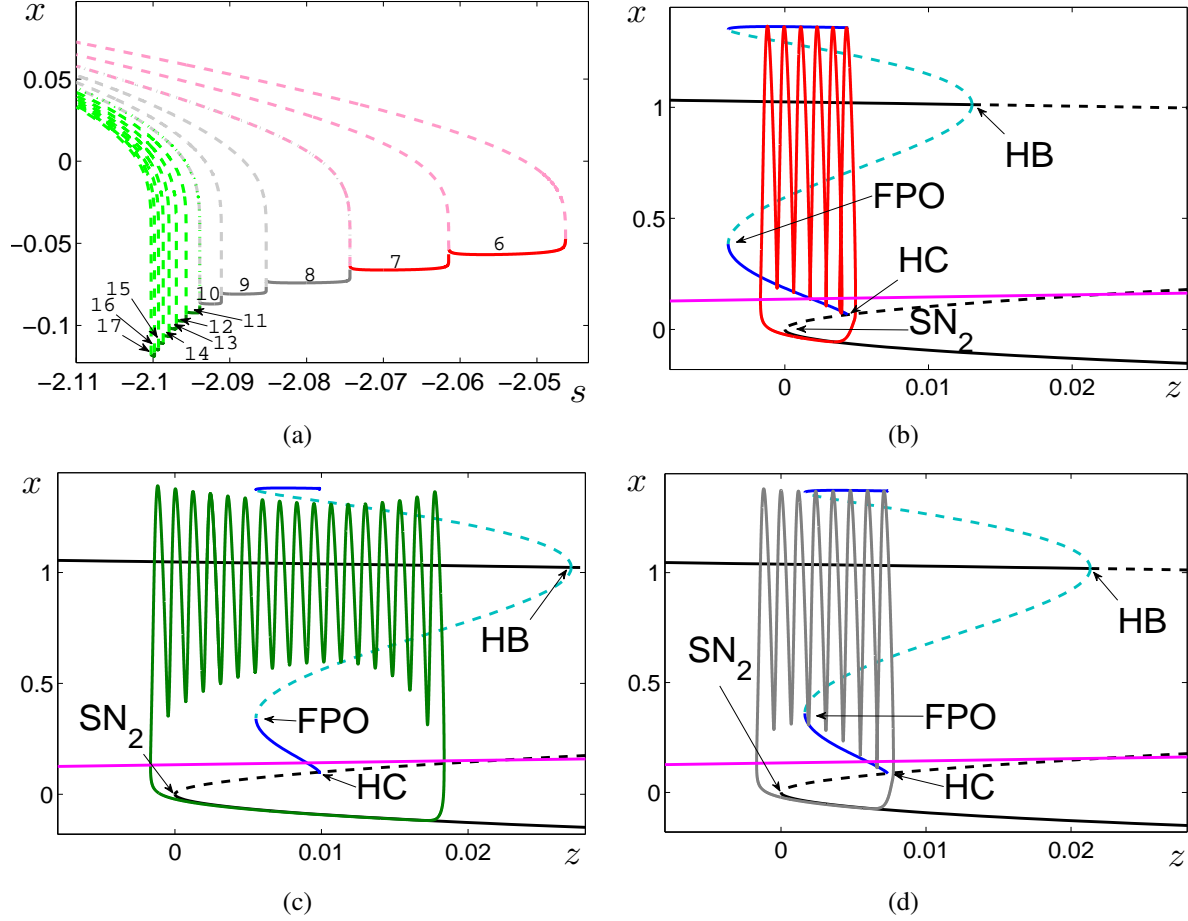 x
0.05
0
−0.05
−0.1
6
7
8
9
10
11
12
13
14
15
16
17
−2.11 −2.1 −2.09 −2.08 −2.07 −2.06 −2.05 s
(a)
x
1
0.5
0
HB
FPO
HC
SN2
0 0.01 0.02 z
(b)
x
1
0.5
0
HB
SN2
FPO
HC
0 0.01 0.02 z
(c)
x
1
0.5
0
HB
SN2
FPO
HC
0 0.01 0.02 z
(d)